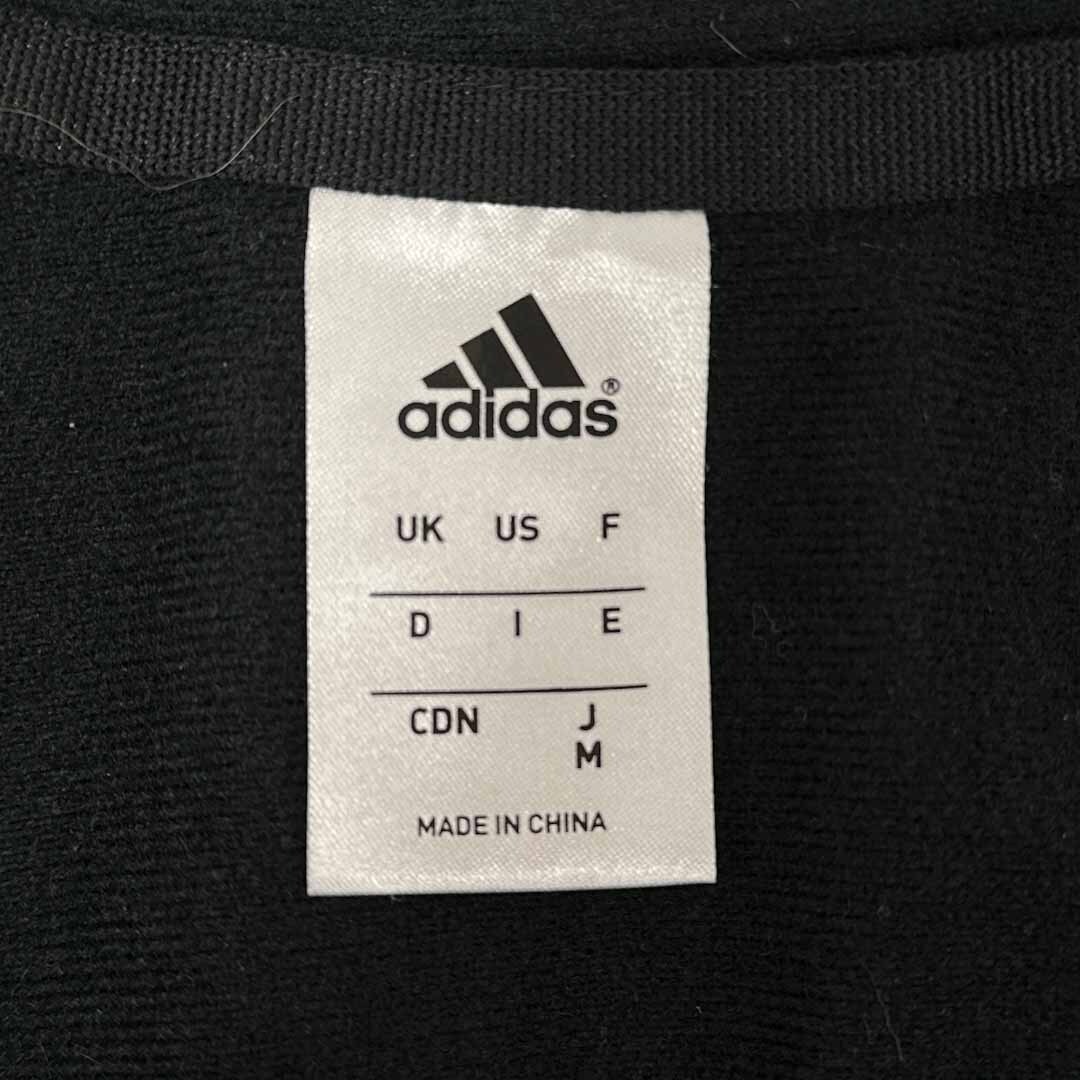 adidas®
UK US F
D I E
CDN J
M
MADE IN CHINA